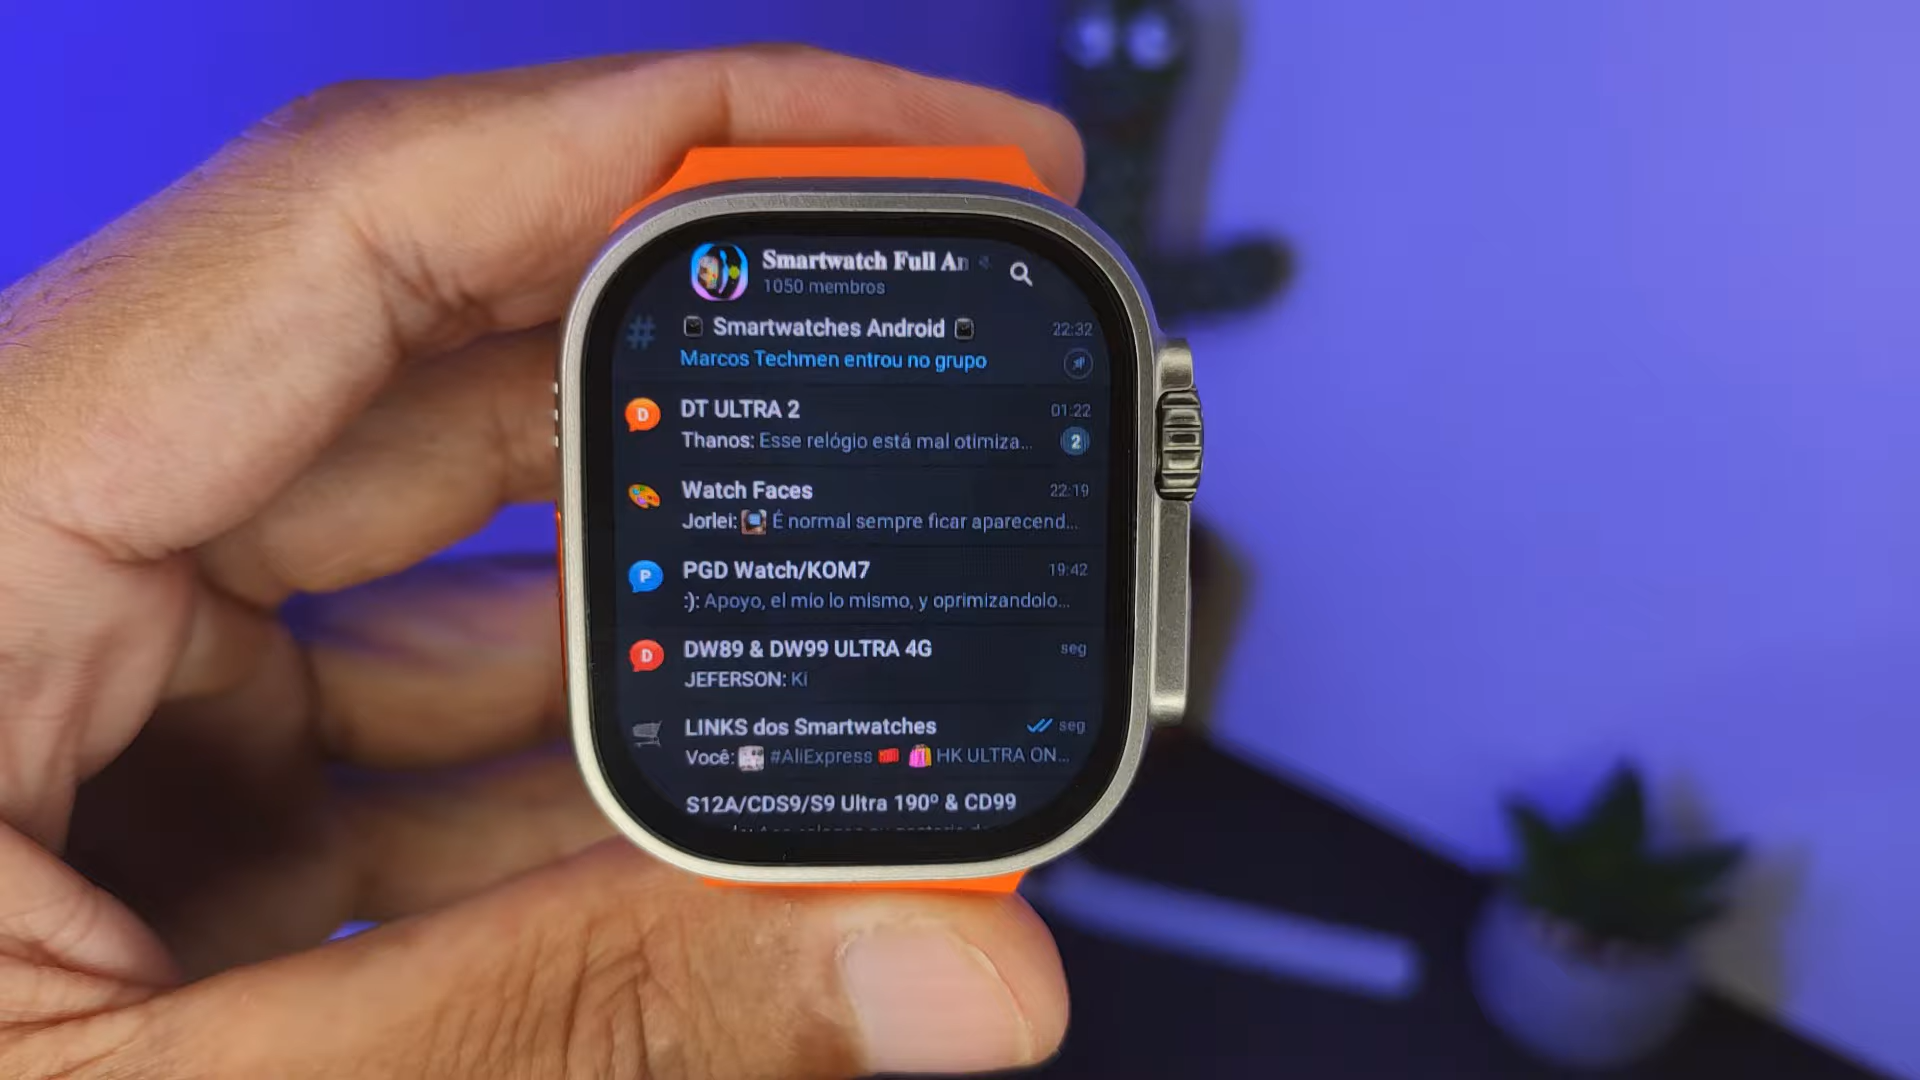 Smartwatch Full An
1050 membros
Smartwatches Android 22:32
Marcos Techmen entrou no grupo
D DT ULTRA 2 01:22
Thanos: Esse relógio está mal otimiza... 2
Watch Faces 22:19
Jorlei: É normal sempre ficar aparecend...
P PGD Watch/KOM7 19:42
:): Apoyo, el mío lo mismo, y oprimizandolo...
D DW89 & DW99 ULTRA 4G seg
JEFERSON: Ki
LINKS dos Smartwatches seg
Você: #AliExpress HK ULTRA ON...
S12A/CDS9/S9 Ultra 190º & CD99